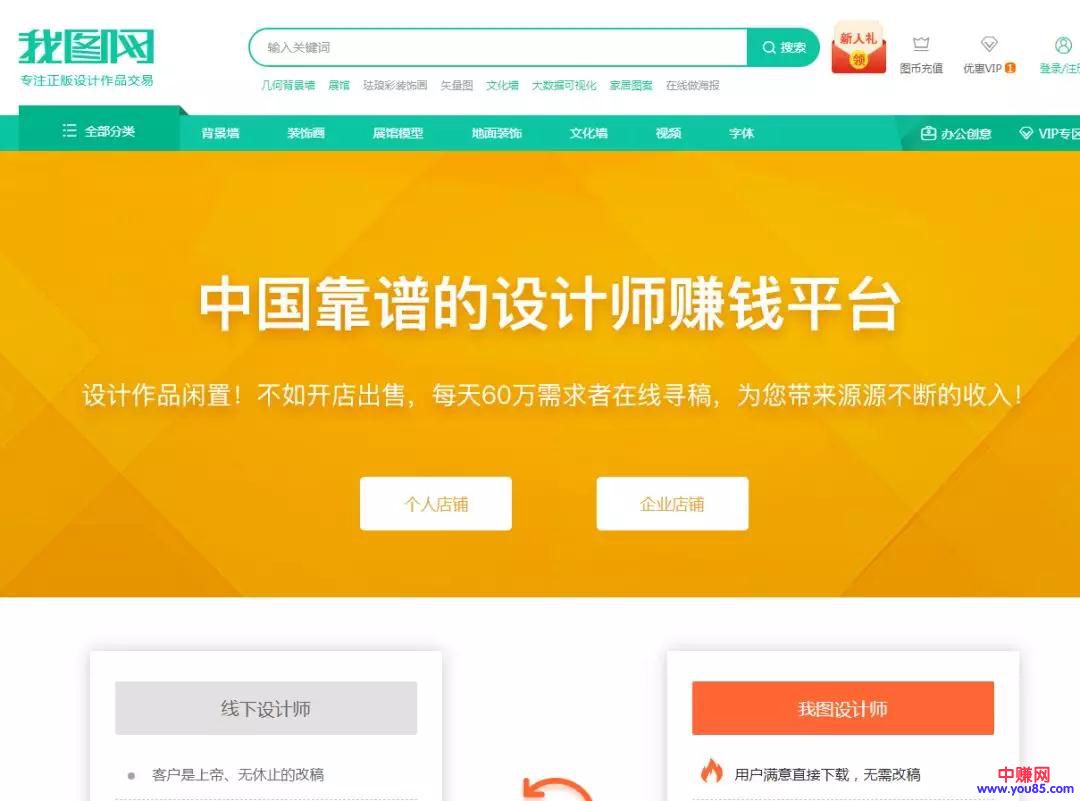 我图网
专注正版设计作品交易
输入关键词
搜索
新人礼
领
图币充值
优惠VIP 1
登录/注册
几何背景墙 展馆 珐琅彩装饰画 矢量图 文化墙 大数据可视化 家居图案 在线做海报
全部分类 背景墙 装饰画 展馆模型 地面装饰 文化墙 视频 字体 办公创意 VIP专区
中国靠谱的设计师赚钱平台
设计作品闲置！不如开店出售，每天60万需求者在线寻稿，为您带来源源不断的收入！
个人店铺 企业店铺
线下设计师
客户是上帝、无休止的改稿
我图设计师
用户满意直接下载，无需改稿
中赚网
www.you85.com